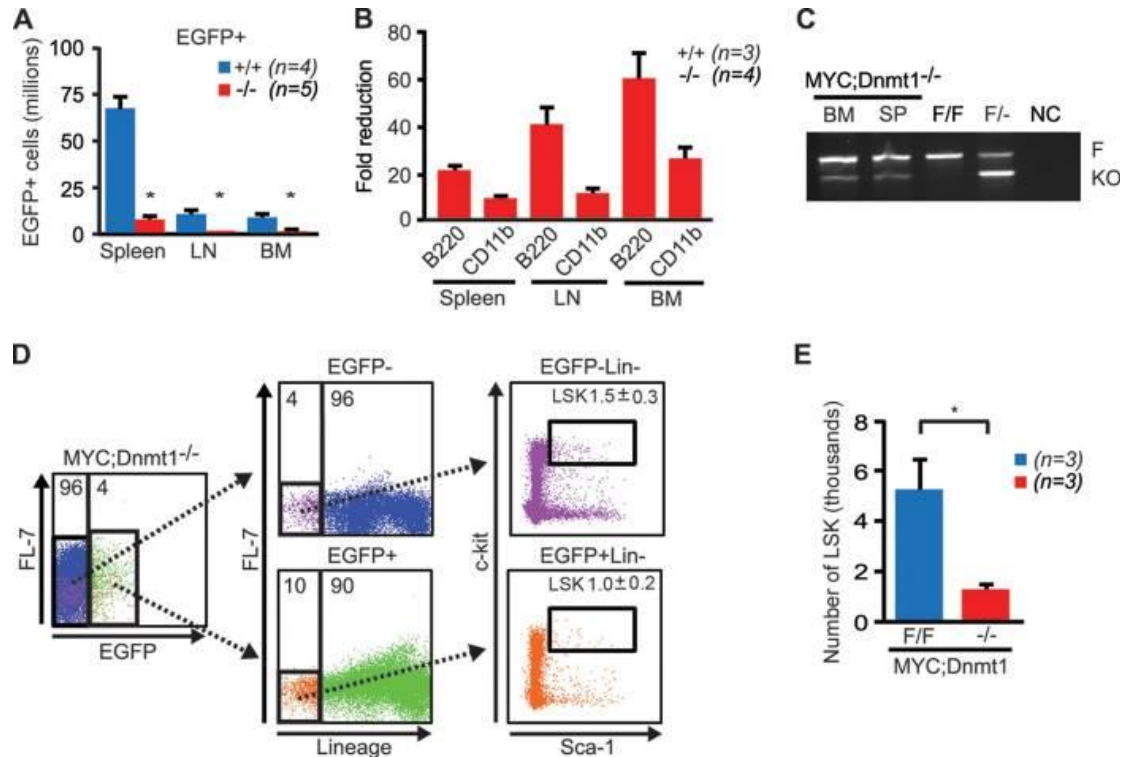 A
EGFP+
EGFP+ cells (millions)
100
75
50
25
0
+/+ (n=4)
-/- (n=5)
* * *
Spleen LN BM
B
Fold reduction
80
60
40
20
0
+/+ (n=3)
-/- (n=4)
B220 CD11b B220 CD11b B220 CD11b
Spleen LN BM
C
MYC;Dnmt1-/-
BM SP F/F F/- NC
F
KO
D
MYC;Dnmt1-/-
96 4
FL-7
EGFP
EGFP-
4 96
FL-7
EGFP+
10 90
Lineage
EGFP-Lin-
LSK1.5±0.3
c-kit
EGFP+Lin-
LSK1.0±0.2
Sca-1
E
Number of LSK (thousands)
8
6
4
2
0
*
(n=3)
(n=3)
F/F -/-
MYC;Dnmt1